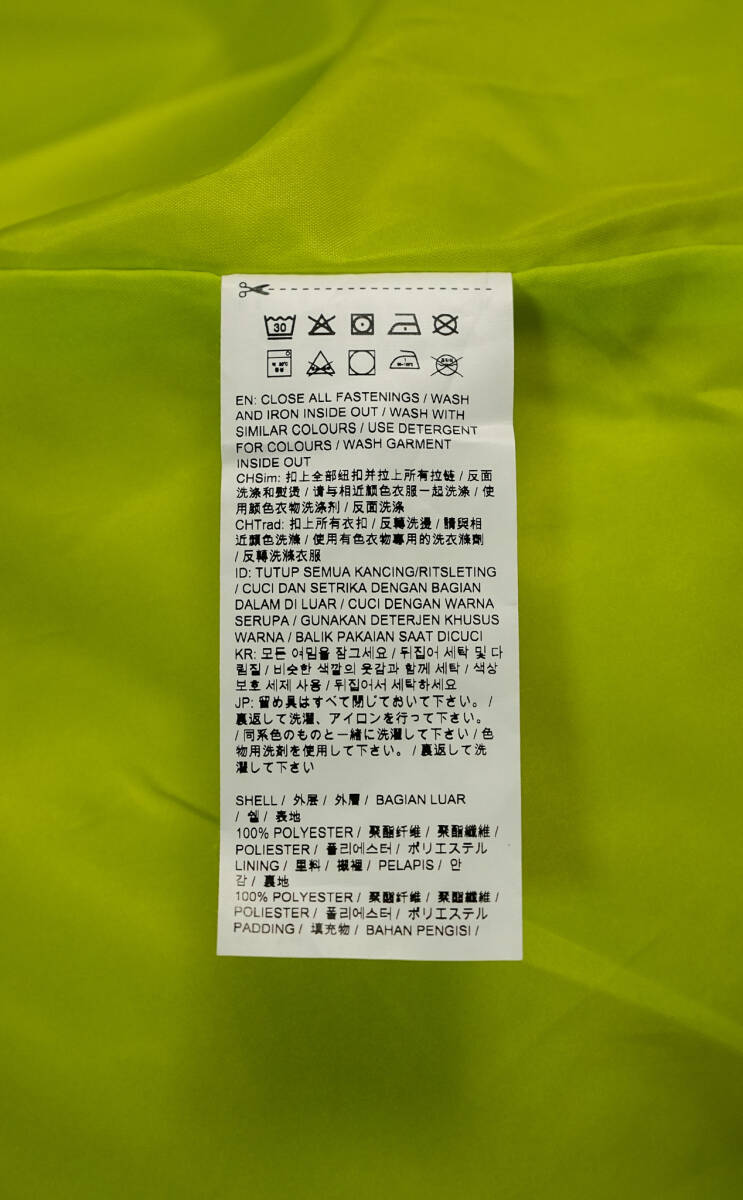 30
EN: CLOSE ALL FASTENINGS / WASH
AND IRON INSIDE OUT / WASH WITH
SIMILAR COLOURS / USE DETERGENT
FOR COLOURS / WASH GARMENT
INSIDE OUT
CHSim: 扣上全部纽扣并拉上所有拉链 / 反面
洗涤和熨烫 / 请与相近颜色衣服一起洗涤 / 使
用颜色衣物洗涤剂 / 反面洗涤
CHTrad: 扣上所有衣扣 / 反轉洗燙 / 請與相
近顏色洗滌 / 使用有色衣物專用的洗衣滌劑
/ 反轉洗滌衣服
ID: TUTUP SEMUA KANCING/RITSLETING
/ CUCI DAN SETRIKA DENGAN BAGIAN
DALAM DI LUAR / CUCI DENGAN WARNA
SERUPA / GUNAKAN DETERJEN KHUSUS
WARNA / BALIK PAKAIAN SAAT DICUCI
KR: 모든 여밈을 잠그세요 / 뒤집어 세탁 및 다
림질 / 비슷한 색깔의 옷감과 함께 세탁 / 색상
보호 세제 사용 / 뒤집어서 세탁하세요
JP: 留め具はすべて閉じておいて下さい。 /
裏返して洗濯、アイロンを行って下さい。
/ 同系色のものと一緒に洗濯して下さい / 色
物用洗剤を使用して下さい。 / 裏返して洗
濯して下さい
SHELL / 外层 / 外層 / BAGIAN LUAR
/ 쉘 / 表地
100% POLYESTER / 聚酯纤维 / 聚酯纖維 /
POLIESTER / 폴리에스터 / ポリエステル
LINING / 里料 / 襯裡 / PELAPIS / 안
감 / 裏地
100% POLYESTER / 聚酯纤维 / 聚酯纖維 /
POLIESTER / 폴리에스터 / ポリエステル
PADDING / 填充物 / BAHAN PENGISI /